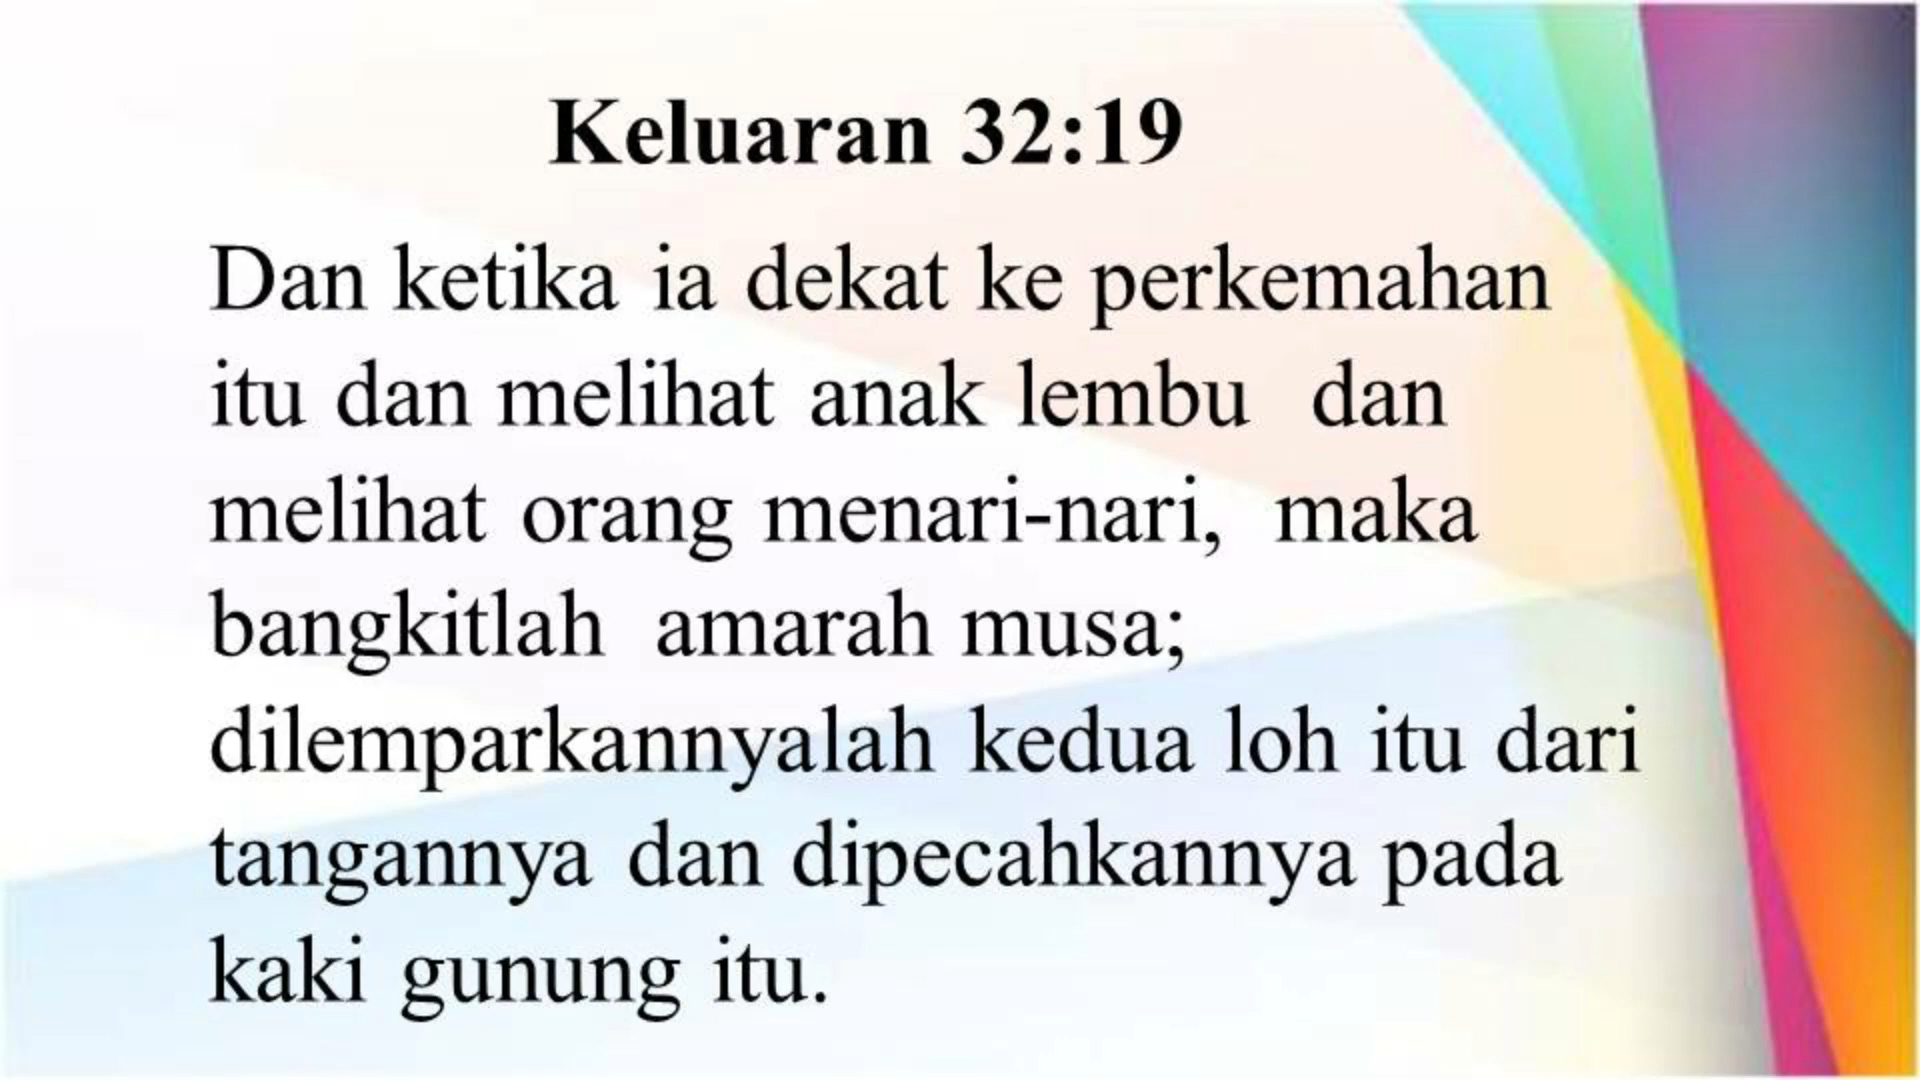 Keluaran 32:19
Dan ketika ia dekat ke perkemahan
itu dan melihat anak lembu dan
melihat orang menari-nari, maka
bangkitlah amarah musa;
dilemparkannyalah kedua loh itu dari
tangannya dan dipecahkannya pada
kaki gunung itu.